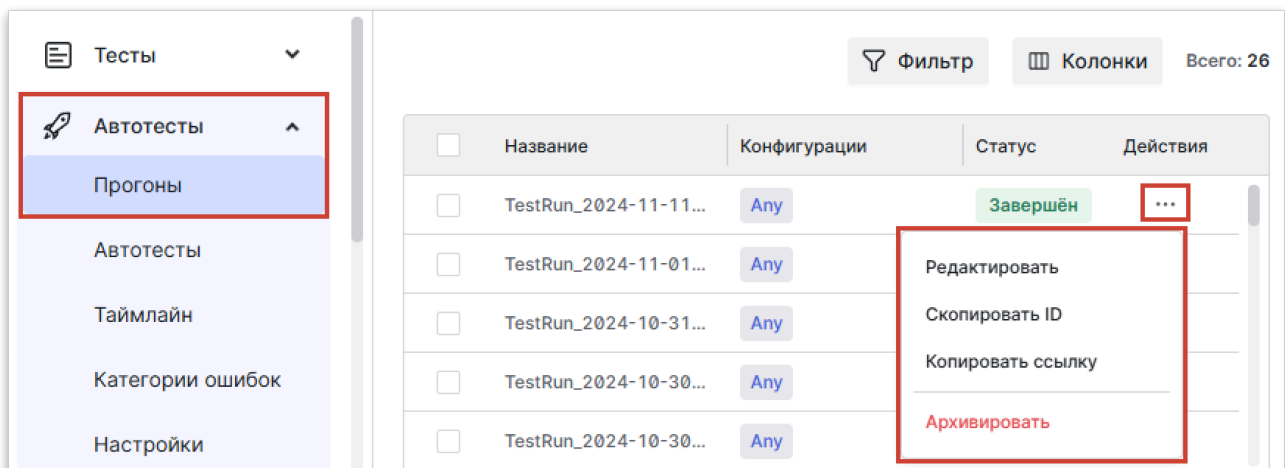 Тесты
Автотесты
Прогоны
Автотесты
Таймлайн
Категории ошибок
Настройки
Фильтр
Колонки
Всего: 26
Название Конфигурации Статус Действия
TestRun_2024-11-11... Any Завершён ...
TestRun_2024-11-01... Any
TestRun_2024-10-31... Any
TestRun_2024-10-30... Any
TestRun_2024-10-30... Any
Редактировать
Скопировать ID
Копировать ссылку
Архивировать